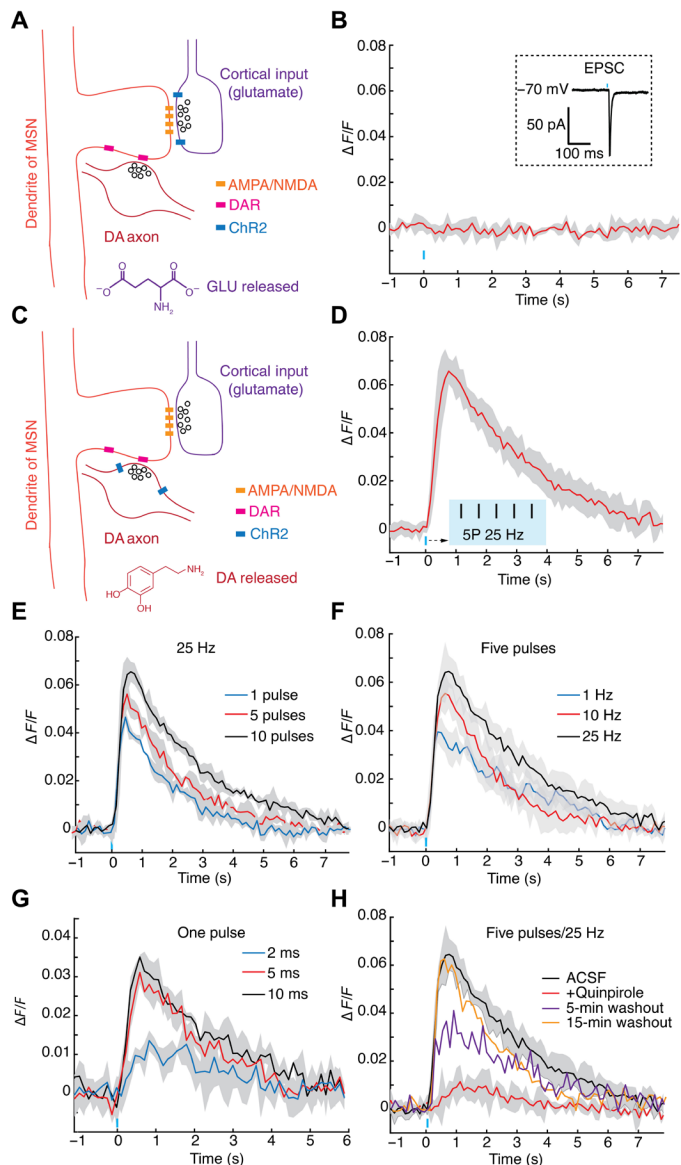 A
Dendrite of MSN
Cortical input
(glutamate)
AMPA/NMDA
DAR
ChR2
DA axon
−O
O
O
O−
NH2
GLU released
B
0.08
0.06
0.04
0.02
0
ΔF/F
EPSC
−70 mV
50 pA
100 ms
−1 0 1 2 3 4 5 6 7
Time (s)
C
Dendrite of MSN
Cortical input
(glutamate)
AMPA/NMDA
DAR
ChR2
DA axon
NH2
HO
OH
DA released
D
0.08
0.06
0.04
0.02
0
ΔF/F
5P 25 Hz
−1 0 1 2 3 4 5 6 7
Time (s)
E
25 Hz
0.08
0.06
0.04
0.02
0
ΔF/F
1 pulse
5 pulses
10 pulses
−1 0 1 2 3 4 5 6 7
Time (s)
F
Five pulses
0.08
0.06
0.04
0.02
0
ΔF/F
1 Hz
10 Hz
25 Hz
−1 0 1 2 3 4 5 6 7
Time (s)
G
One pulse
0.04
0.03
0.02
0.01
0
ΔF/F
2 ms
5 ms
10 ms
−1 0 1 2 3 4 5 6
Time (s)
H
Five pulses/25 Hz
0.08
0.06
0.04
0.02
0
ΔF/F
ACSF
+Quinpirole
5-min washout
15-min washout
−1 0 1 2 3 4 5 6 7
Time (s)